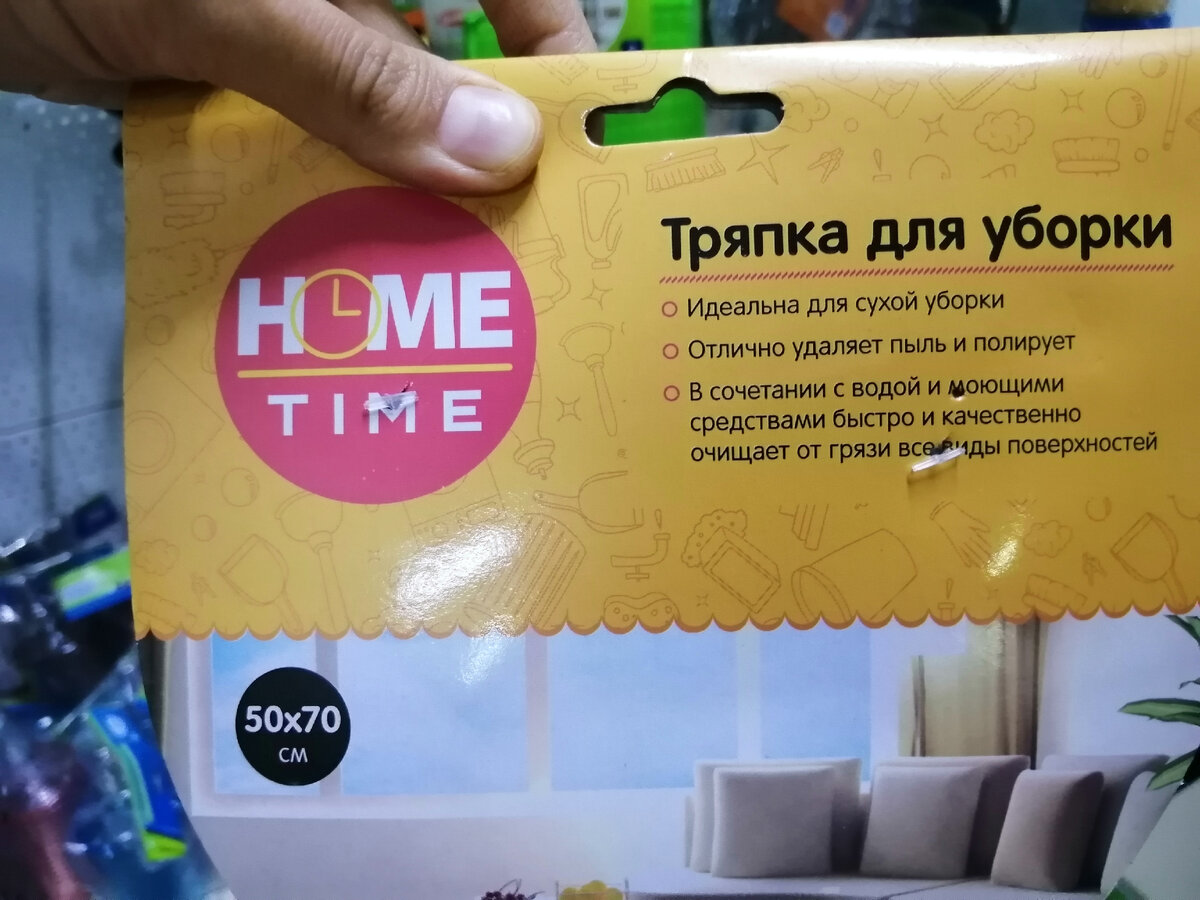 HOME
TIME
Тряпка для уборки
Идеальна для сухой уборки
Отлично удаляет пыль и полирует
В сочетании с водой и моющими
средствами быстро и качественно
очищает от грязи все виды поверхностей
50х70
СМ